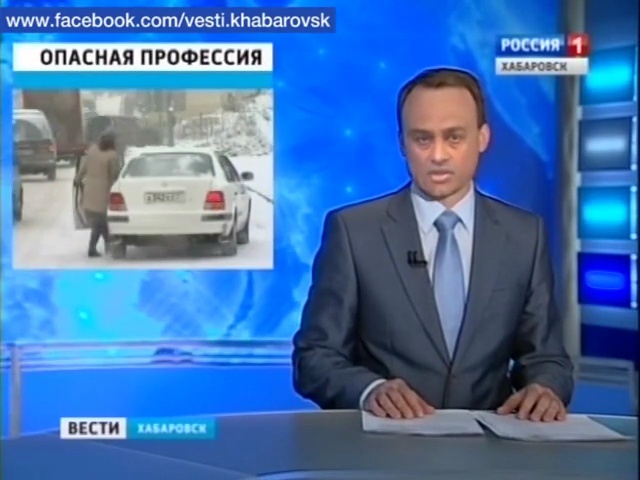 www.facebook.com/vesti.khabarovsk
ОПАСНАЯ ПРОФЕССИЯ
РОССИЯ 1
ХАБАРОВСК
ВЕСТИ ХАБАРОВСК